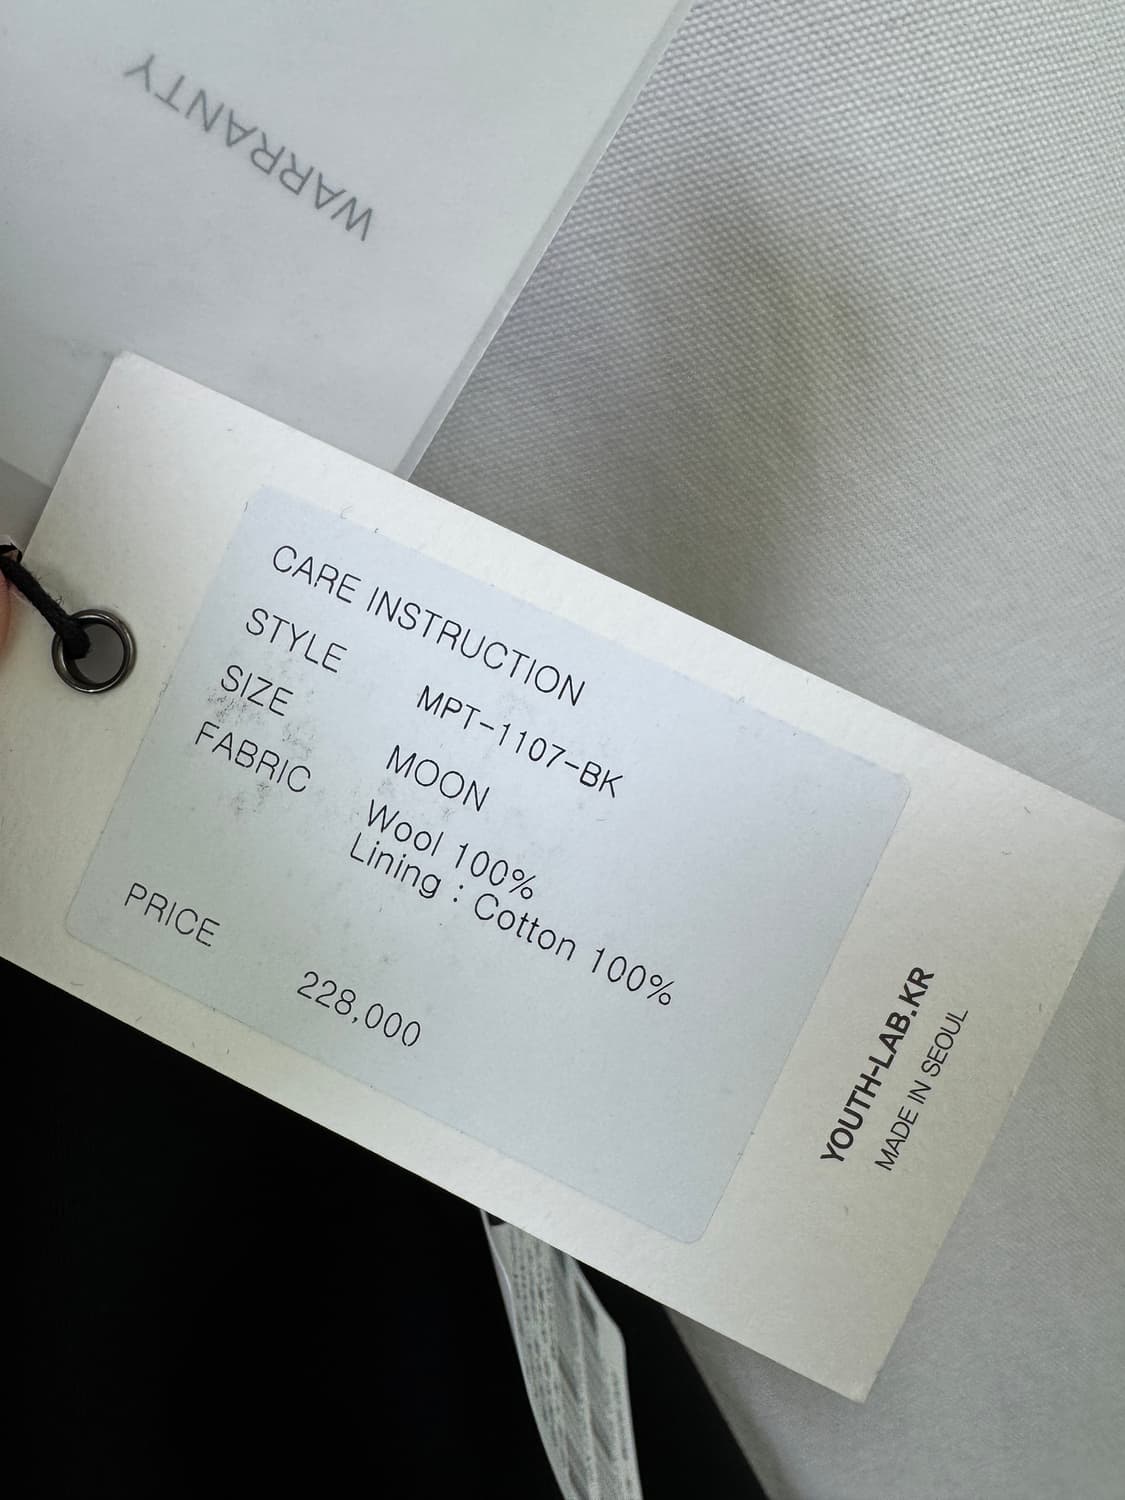 WARRANTY
CARE INSTRUCTION
STYLE MPT-1107-BK
SIZE MOON
FABRIC Wool 100%
Lining : Cotton 100%
PRICE 228,000
YOUTH-LAB.KR
MADE IN SEOUL